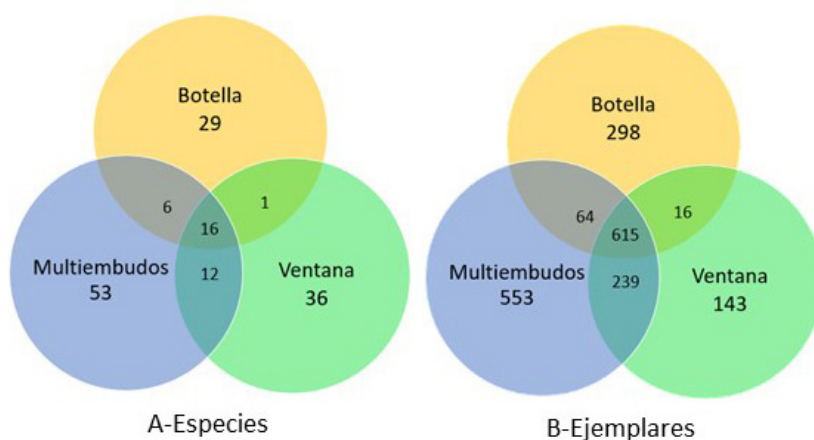 Botella
29
6
1
16
Multiembudos
53
12
Ventana
36
A-Especies
Botella
298
64
16
615
Multiembudos
553
239
Ventana
143
B-Ejemplares